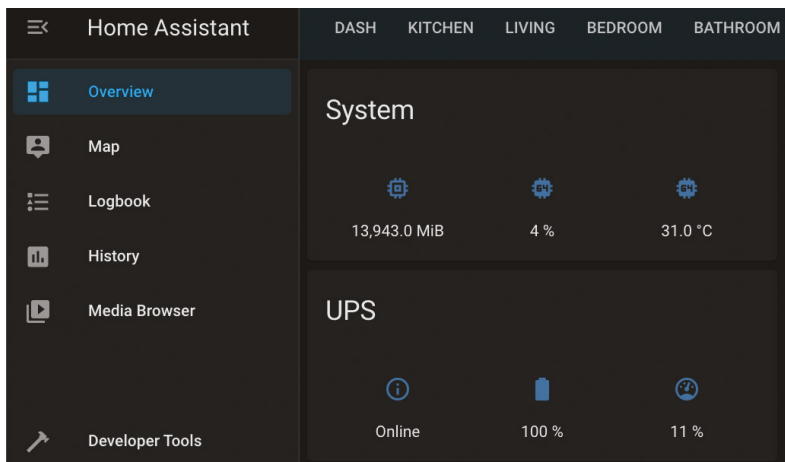 Home Assistant
Overview
Map
Logbook
History
Media Browser
Developer Tools
DASH KITCHEN LIVING BEDROOM BATHROOM
System
13,943.0 MiB 4 % 31.0 °C
UPS
Online 100 % 11 %